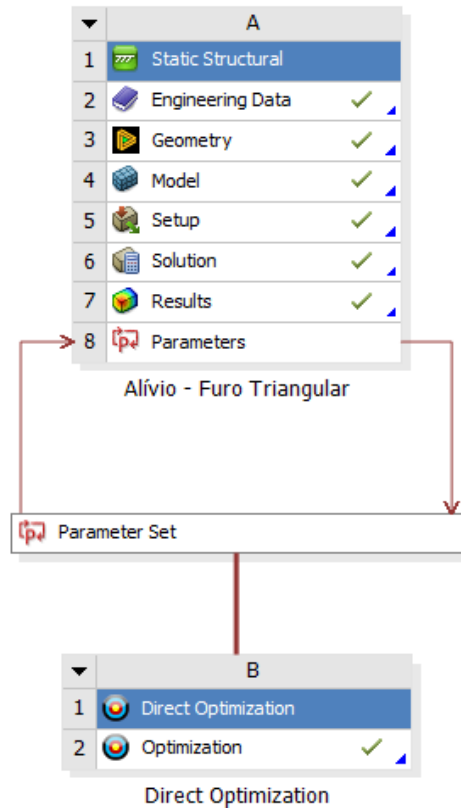 A
1 Static Structural
2 Engineering Data
3 Geometry
4 Model
5 Setup
6 Solution
7 Results
8 Parameters
Alívio - Furo Triangular
Parameter Set
B
1 Direct Optimization
2 Optimization
Direct Optimization